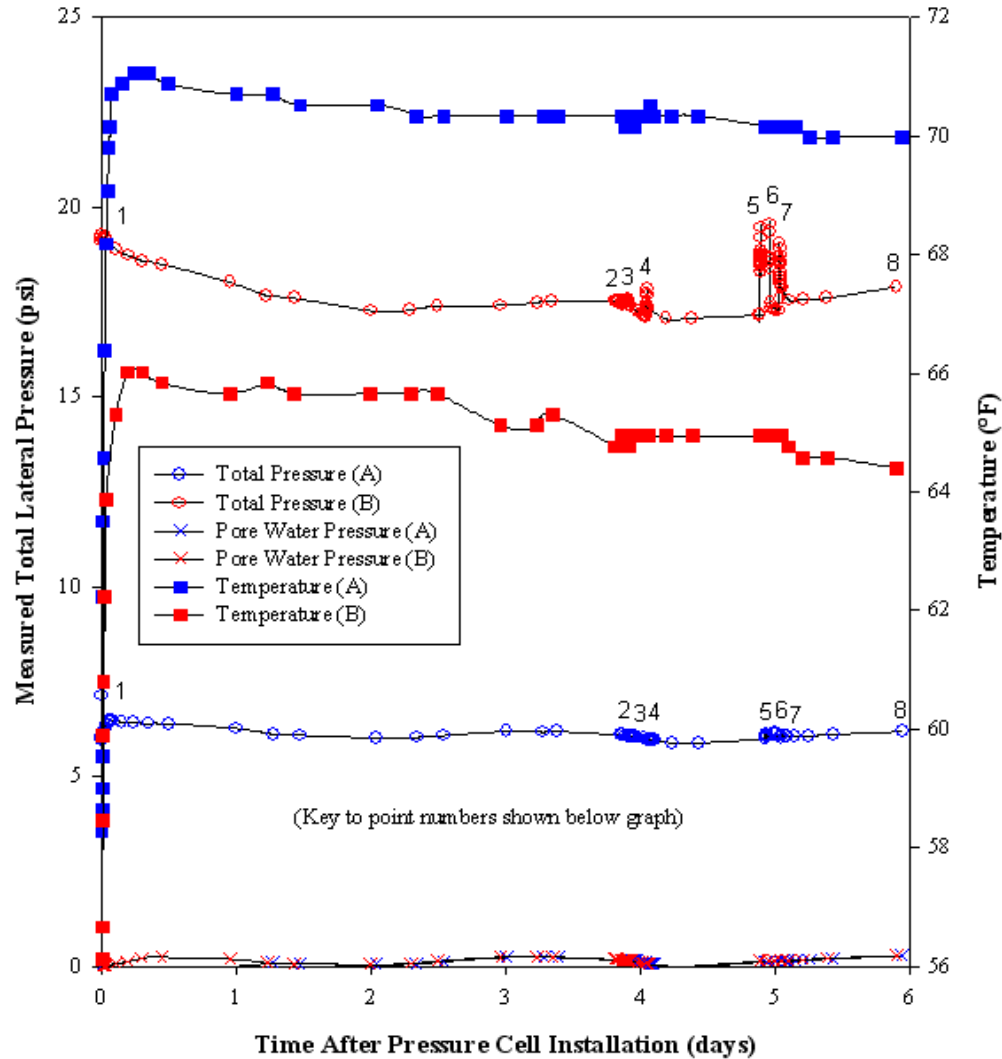 25
20
15
10
5
0
Measured Total Lateral Pressure (psi)
72
70
68
66
64
62
60
58
56
Temperature (ºF)
1
2 3 4
5 6 7
8
Total Pressure (A)
Total Pressure (B)
Pore Water Pressure (A)
Pore Water Pressure (B)
Temperature (A)
Temperature (B)
1
2 3 4
5 6 7
8
(Key to point numbers shown below graph)
0 1 2 3 4 5 6
Time After Pressure Cell Installation (days)